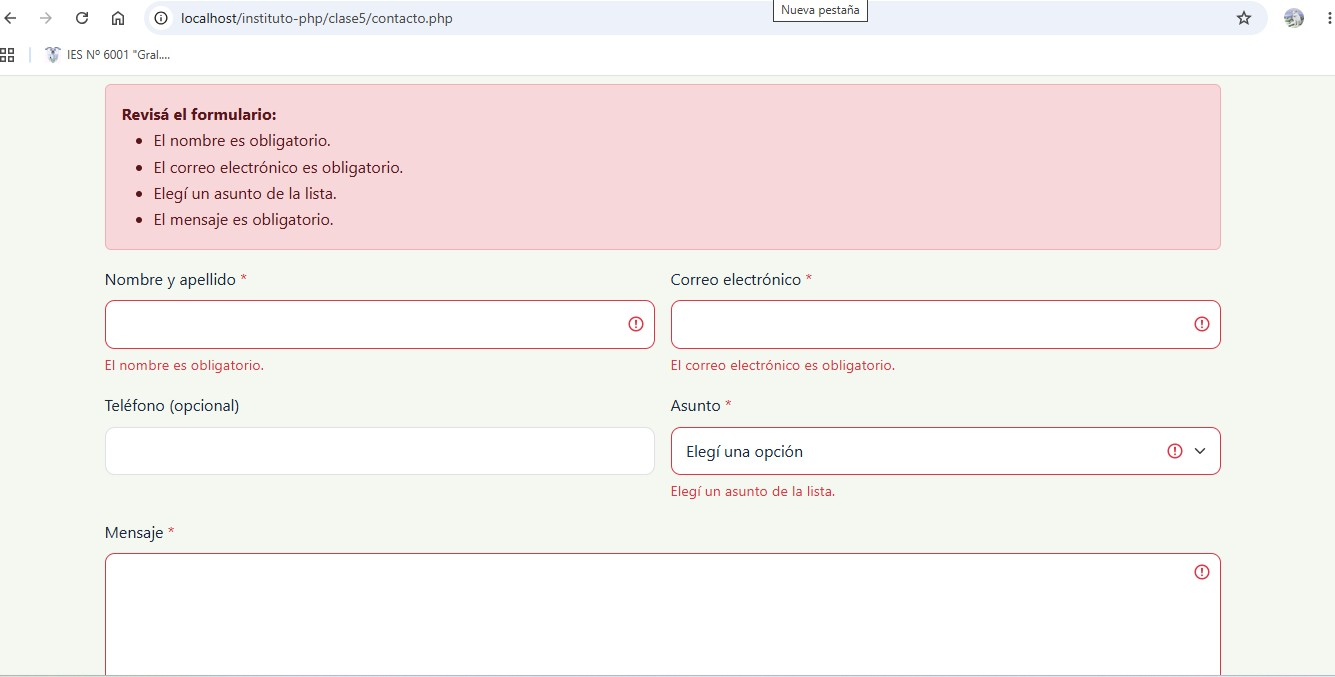 Nueva pestaña
localhost/instituto-php/clase5/contacto.php
IES Nº 6001 "Gral....
Revisá el formulario:
El nombre es obligatorio.
El correo electrónico es obligatorio.
Elegí un asunto de la lista.
El mensaje es obligatorio.
Nombre y apellido *
Correo electrónico *
El nombre es obligatorio.
El correo electrónico es obligatorio.
Teléfono (opcional)
Asunto *
Elegí una opción
Elegí un asunto de la lista.
Mensaje *